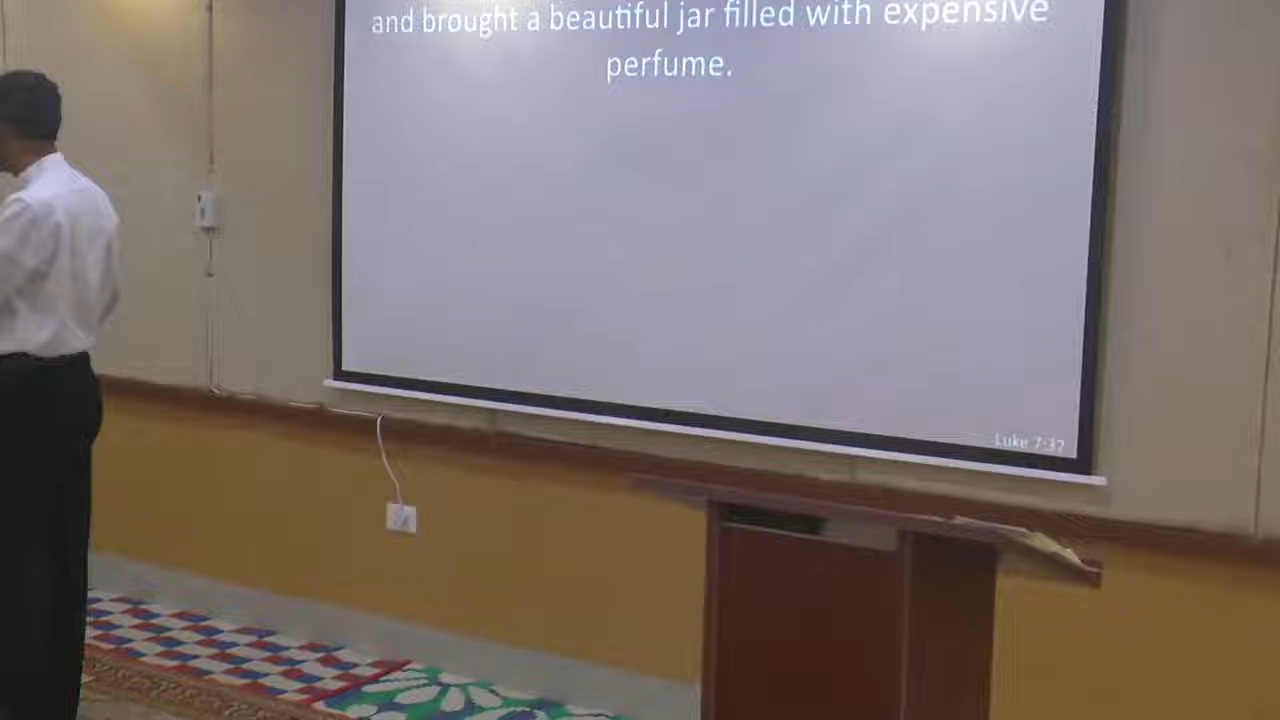 and brought a beautiful jar filled with expensive
perfume.
Luke 7:37